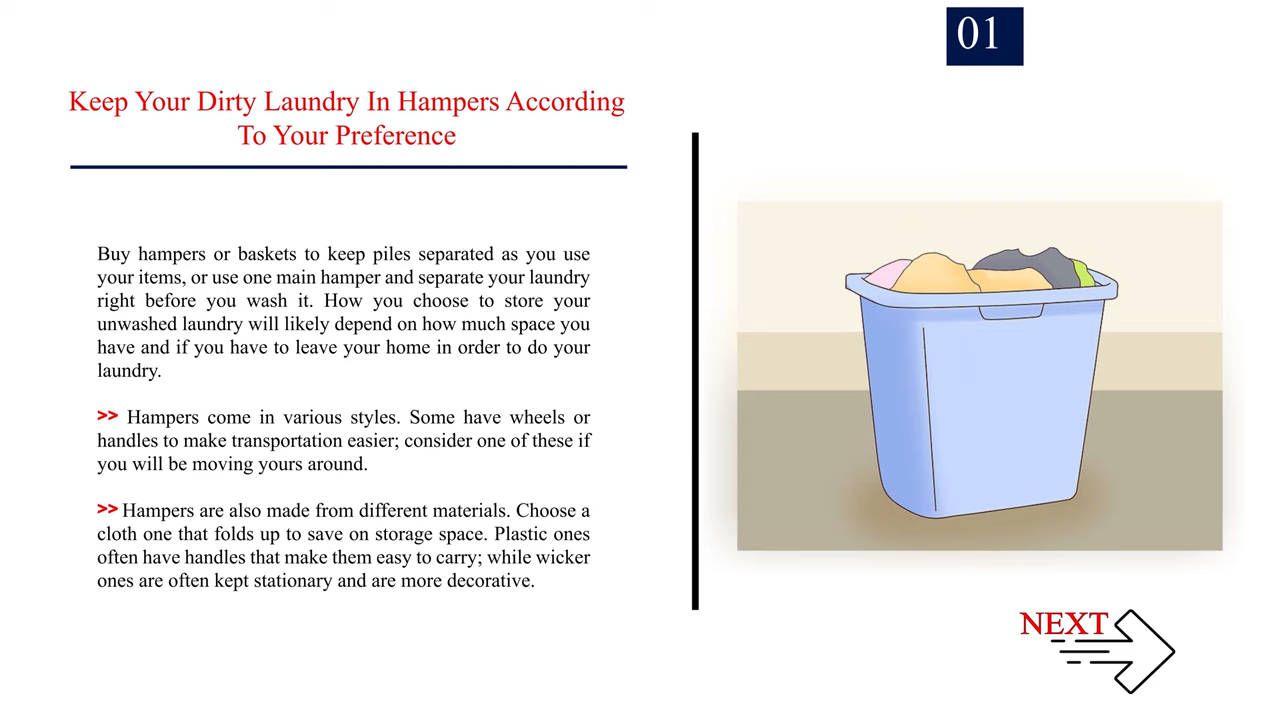 01
Keep Your Dirty Laundry In Hampers According
To Your Preference
Buy hampers or baskets to keep piles separated as you use
your items, or use one main hamper and separate your laundry
right before you wash it. How you choose to store your
unwashed laundry will likely depend on how much space you
have and if you have to leave your home in order to do your
laundry.
>> Hampers come in various styles. Some have wheels or
handles to make transportation easier; consider one of these if
you will be moving yours around.
>> Hampers are also made from different materials. Choose a
cloth one that folds up to save on storage space. Plastic ones
often have handles that make them easy to carry; while wicker
ones are often kept stationary and are more decorative.
NEXT